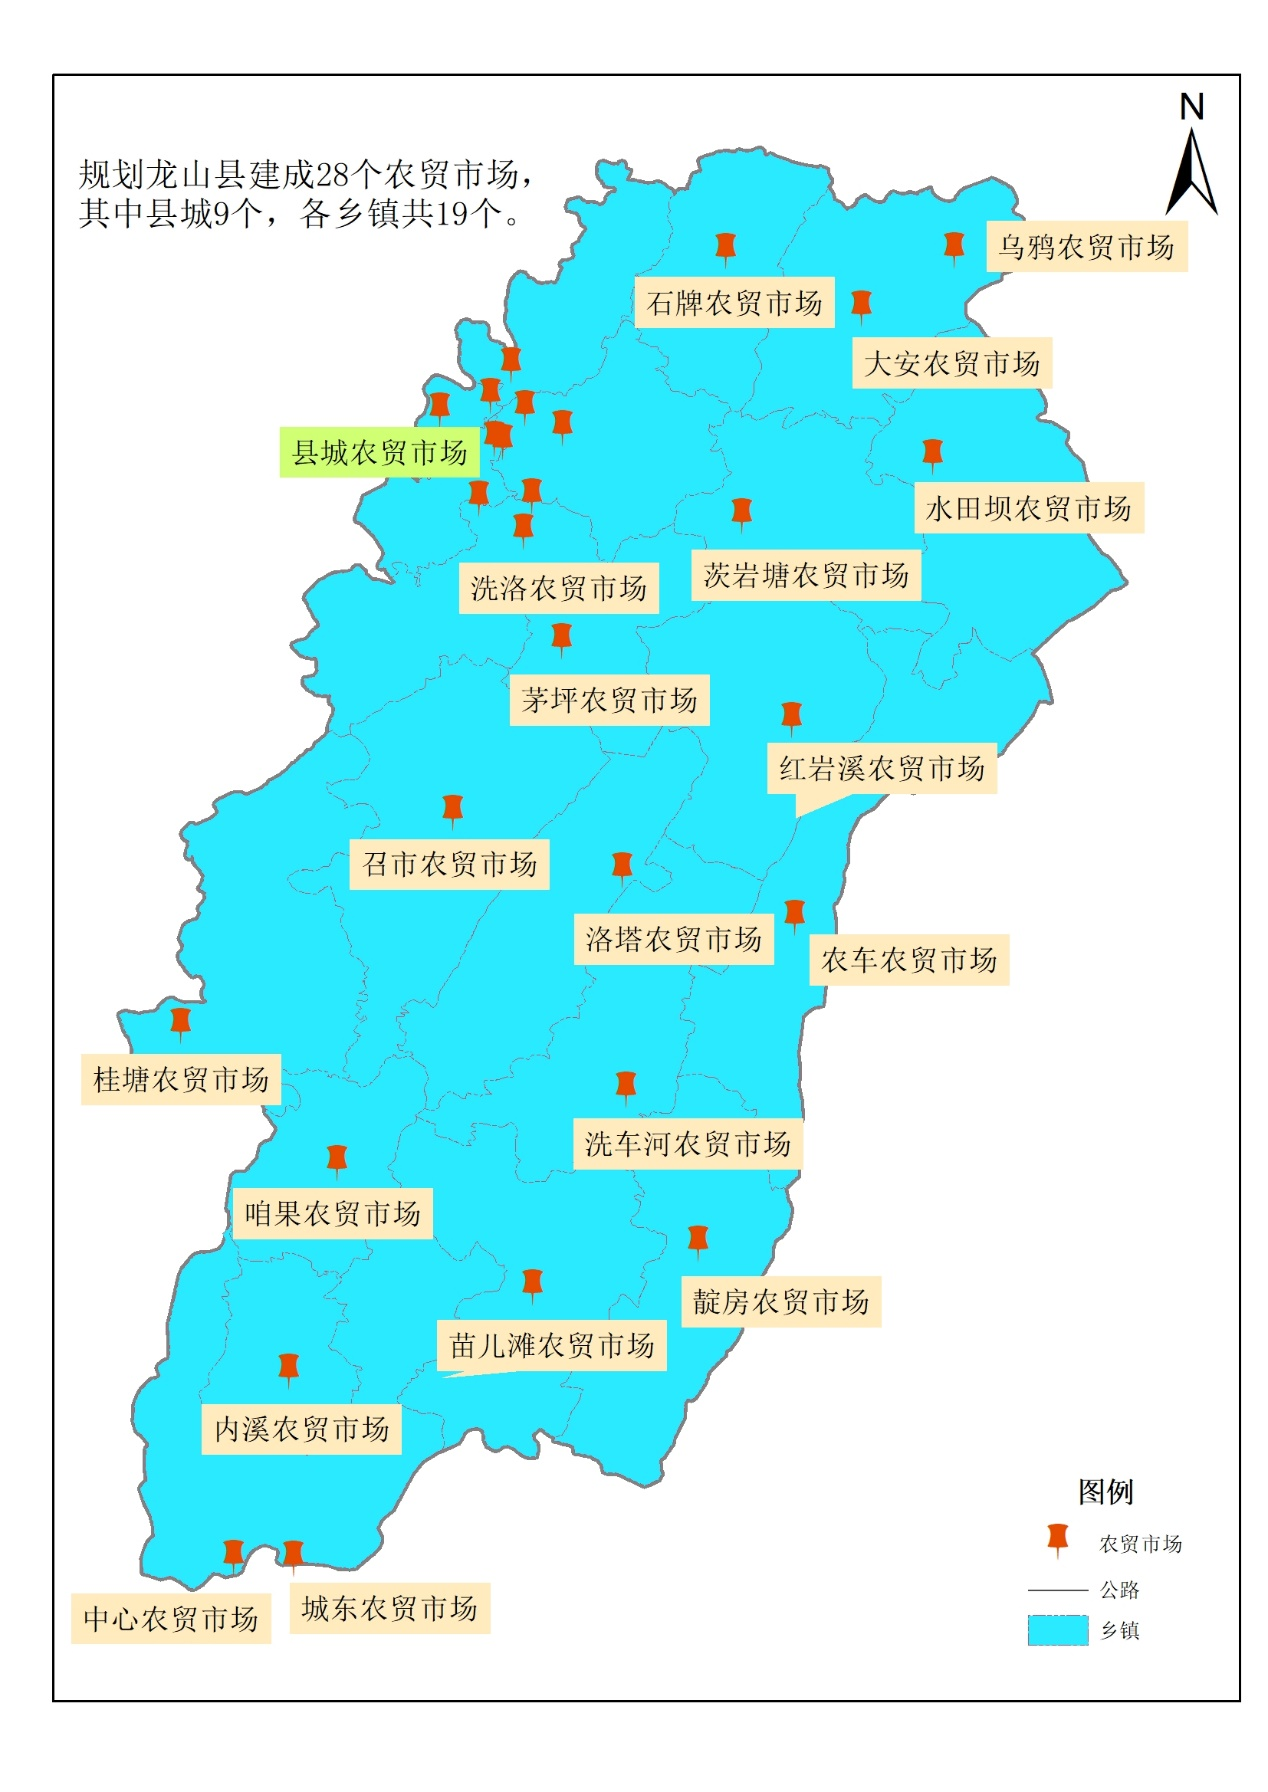 N
规划龙山县建成28个农贸市场，
其中县城9个，各乡镇共19个。
乌鸦农贸市场
石牌农贸市场
大安农贸市场
县城农贸市场
水田坝农贸市场
茨岩塘农贸市场
洗洛农贸市场
茅坪农贸市场
红岩溪农贸市场
召市农贸市场
洛塔农贸市场
农车农贸市场
桂塘农贸市场
洗车河农贸市场
咱果农贸市场
靛房农贸市场
苗儿滩农贸市场
内溪农贸市场
中心农贸市场
城东农贸市场
图例
农贸市场
公路
乡镇